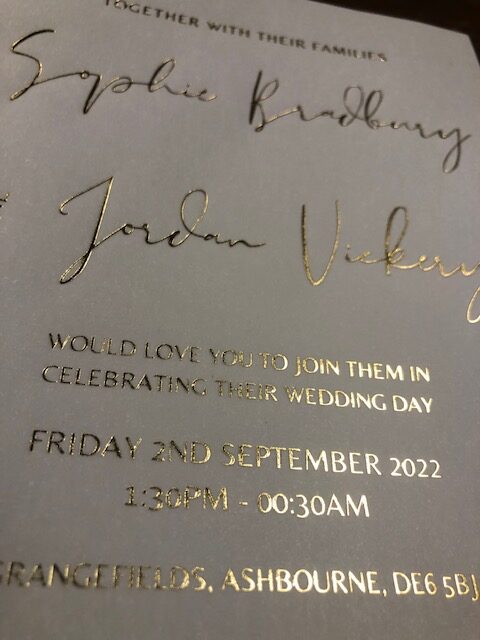 TOGETHER WITH THEIR FAMILIES
Sophie Bradbury
Jordan Vickery
WOULD LOVE YOU TO JOIN THEM IN
CELEBRATING THEIR WEDDING DAY
FRIDAY 2ND SEPTEMBER 2022
1:30PM - 00:30AM
GRANGEFIELDS, ASHBOURNE, DE6 5BJ